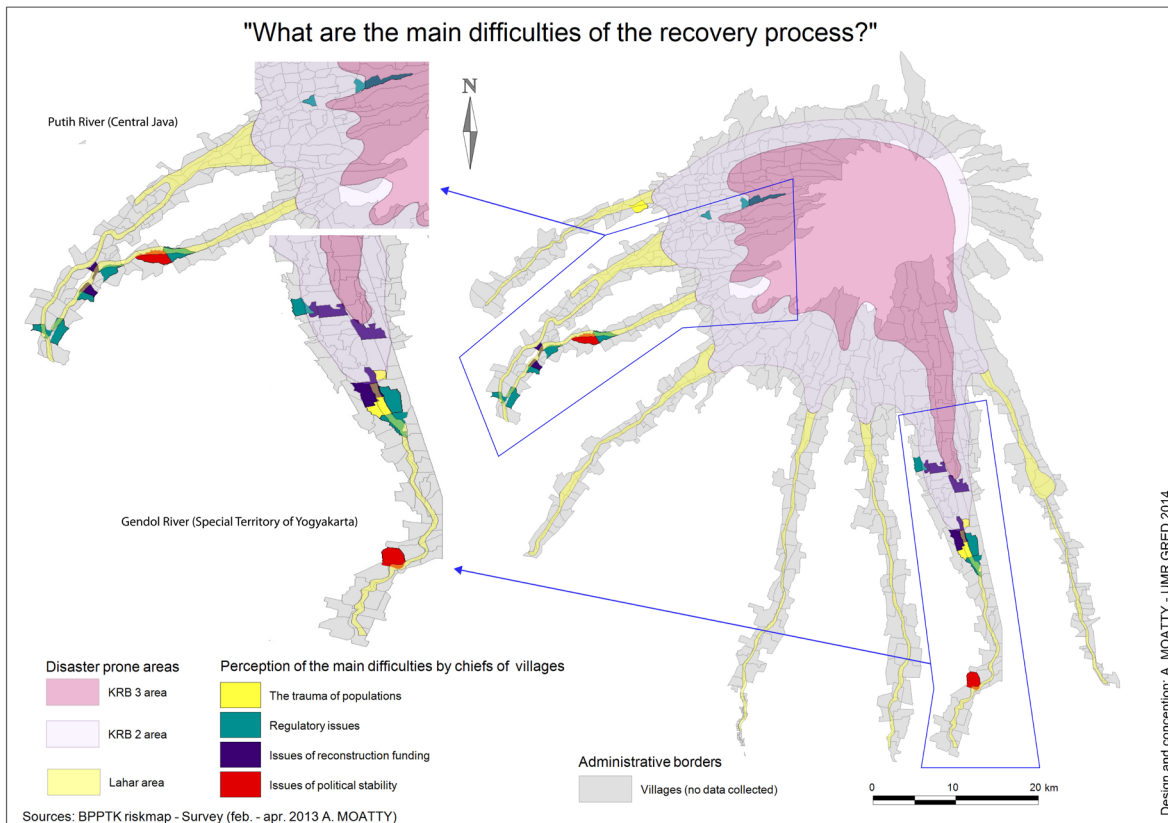 "What are the main difficulties of the recovery process?"
N
Putih River (Central Java)
Gendol River (Special Territory of Yogyakarta)
Disaster prone areas
KRB 3 area
KRB 2 area
Lahar area
Perception of the main difficulties by chiefs of villages
The trauma of populations
Regulatory issues
Issues of reconstruction funding
Issues of political stability
Administrative borders
Villages (no data collected)
0 10 20 km
Sources: BPPTK riskmap - Survey (feb. - apr. 2013 A. MOATTY)
Design and conception: A. MOATTY - UMR GRED 2014